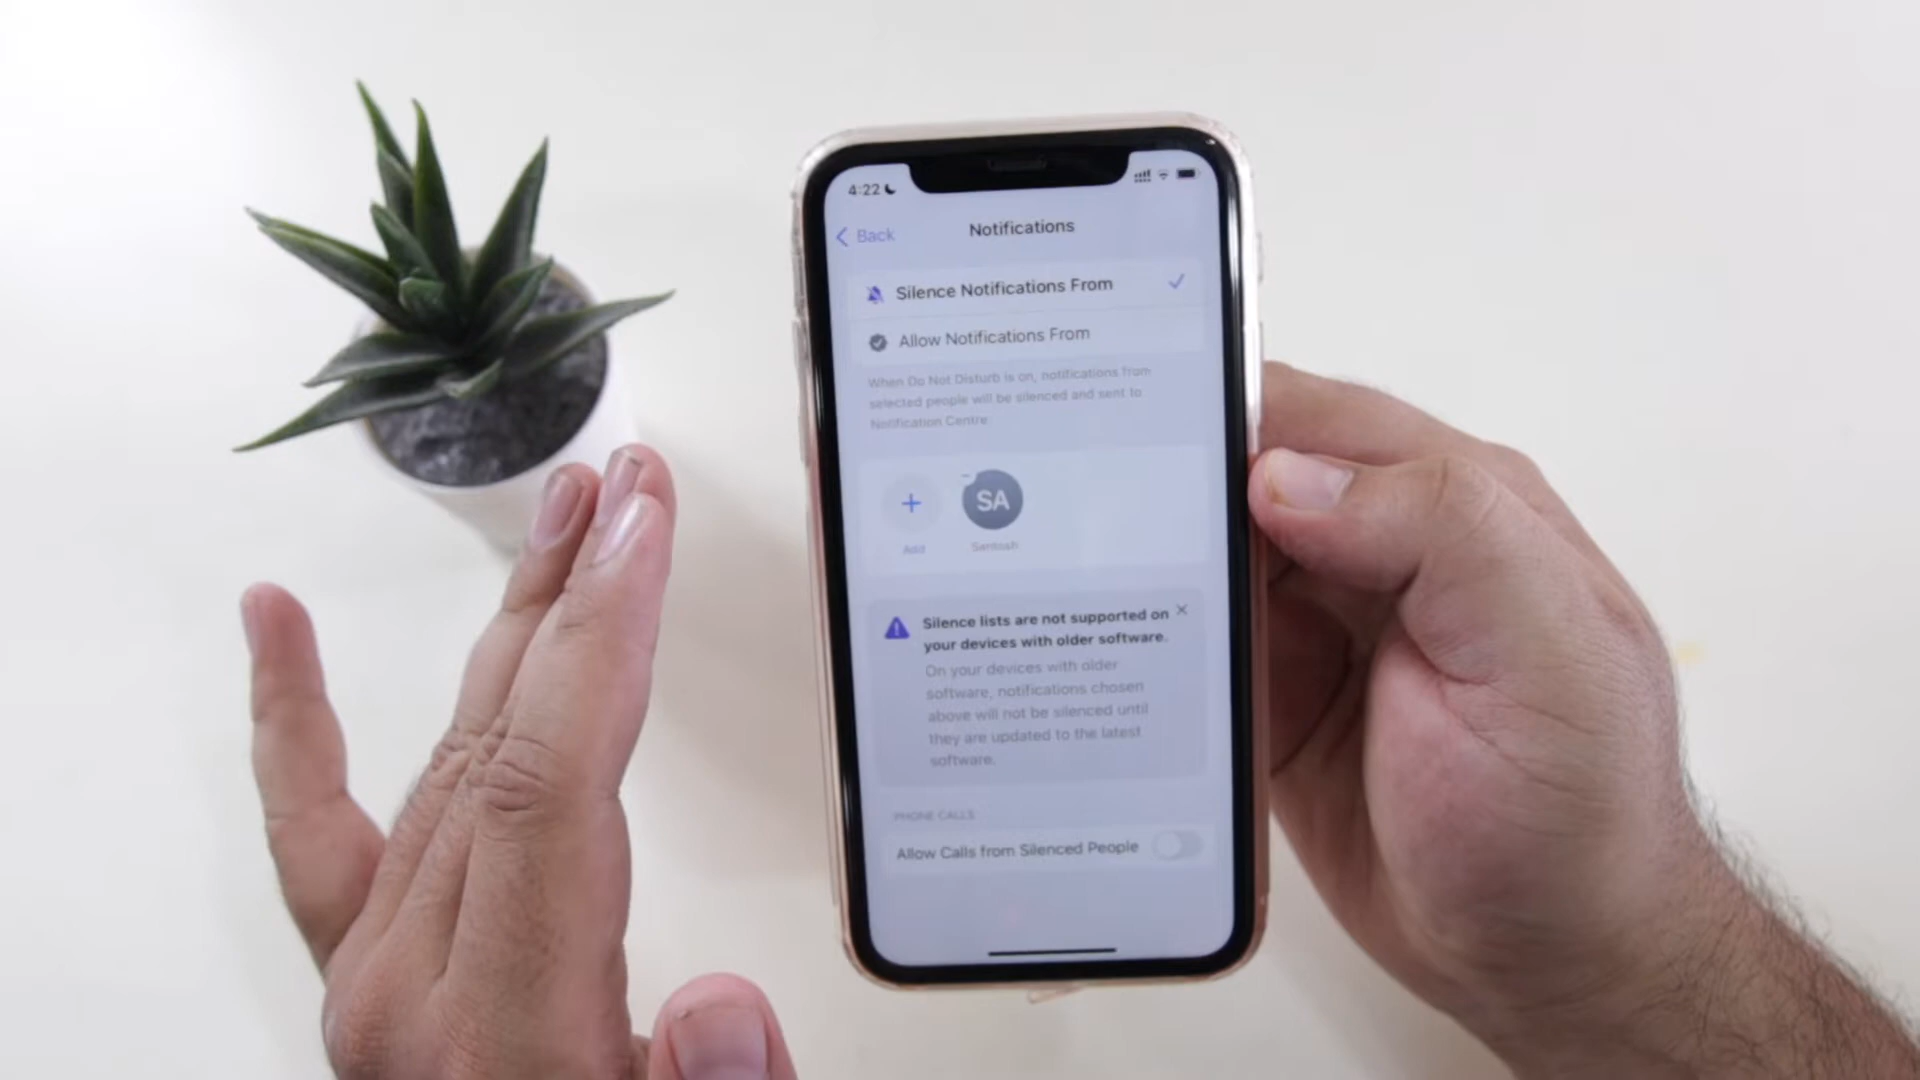 4:22
Back
Notifications
Silence Notifications From
Allow Notifications From
When Do Not Disturb is on, notifications from
selected people will be silenced and sent to
Notification Centre
SA
Add
Santosh
Silence lists are not supported on
your devices with older software.
On your devices with older
software, notifications chosen
above will not be silenced until
they are updated to the latest
software.
PHONE CALLS
Allow Calls from Silenced People